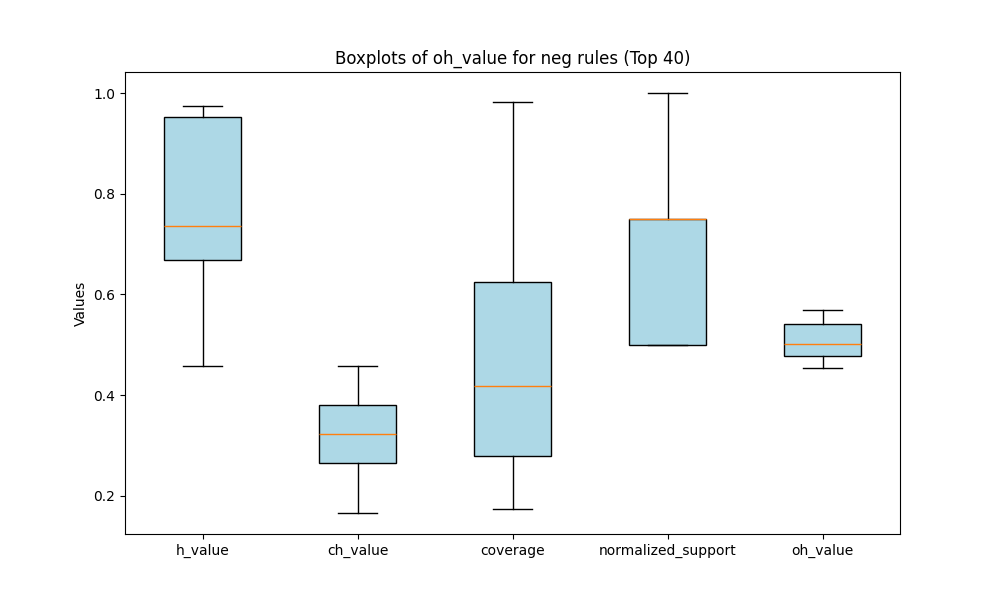 Boxplots of oh_value for neg rules (Top 40)
1.0
0.8
0.6
0.4
0.2
Values
h_value
ch_value
coverage
normalized_support
oh_value